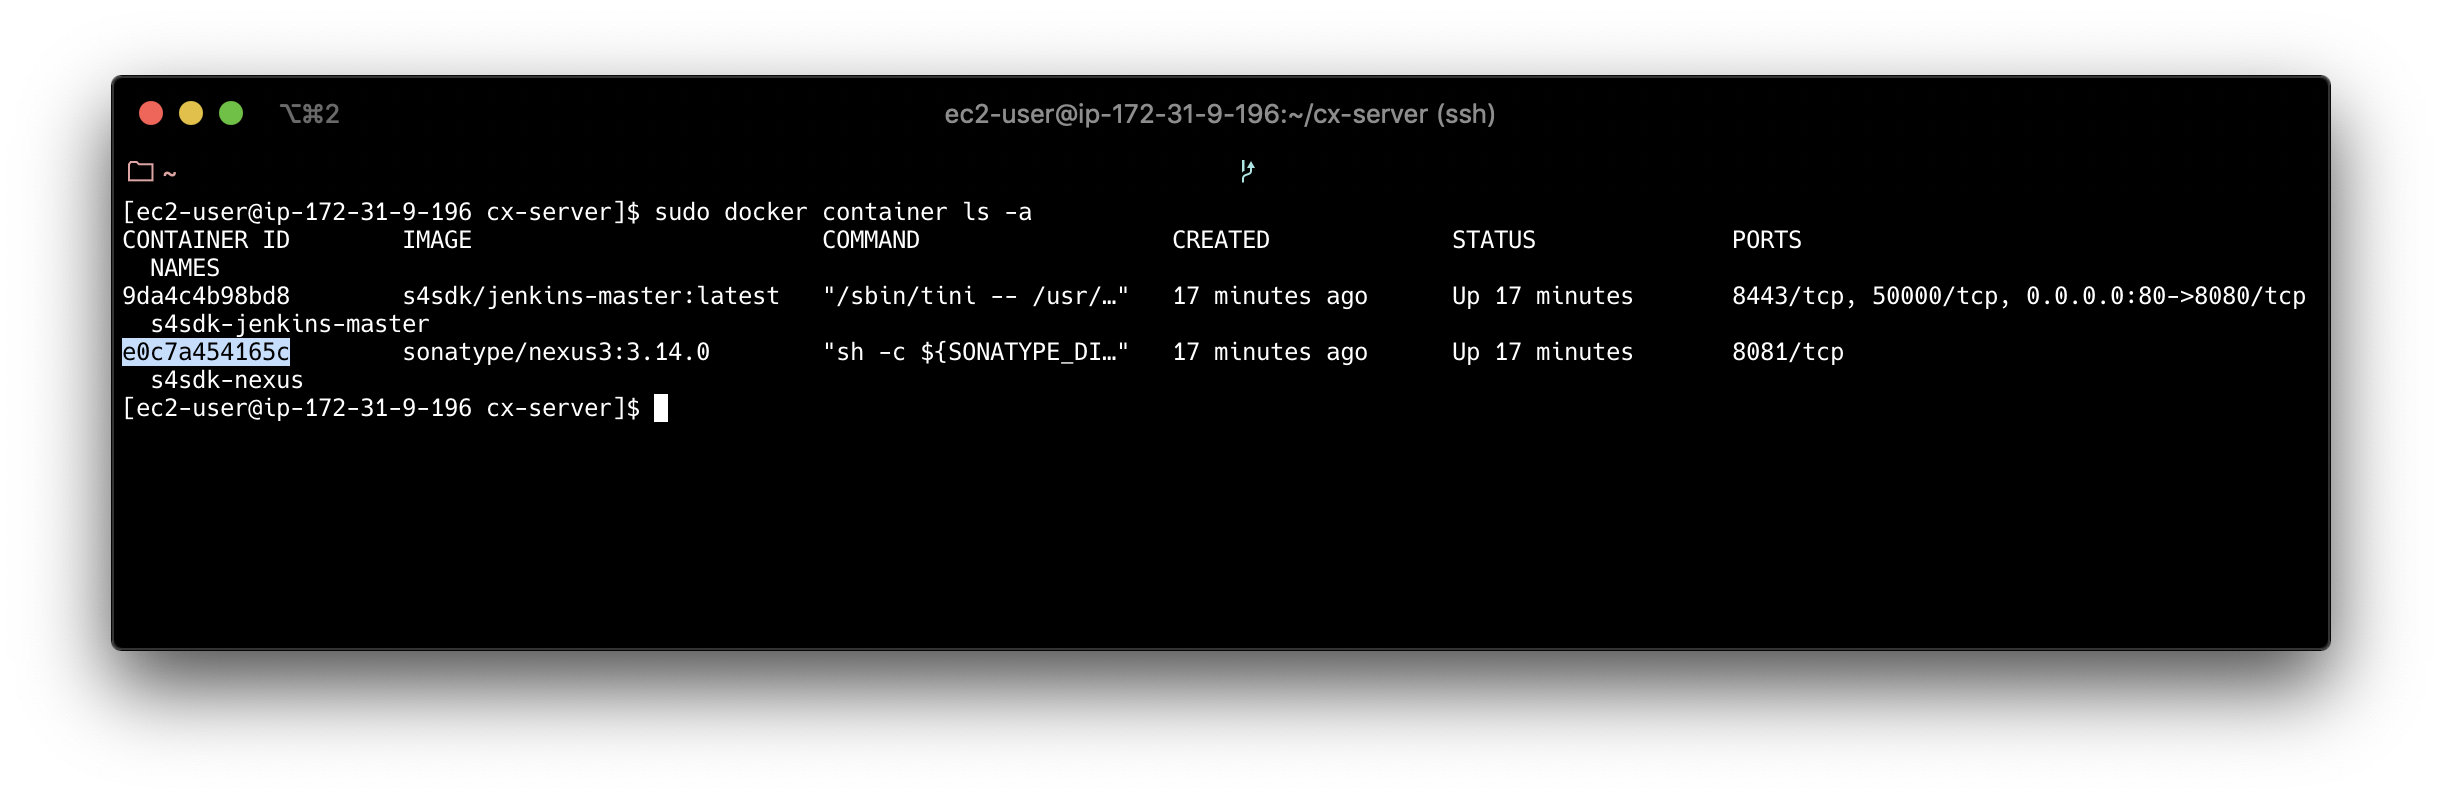 ⌥⌘2
ec2-user@ip-172-31-9-196:~/cx-server (ssh)
~
[ec2-user@ip-172-31-9-196 cx-server]$ sudo docker container ls -a
CONTAINER ID        IMAGE                         COMMAND                  CREATED             STATUS              PORTS
  NAMES
9da4c4b98bd8        s4sdk/jenkins-master:latest   "/sbin/tini -- /usr/…"   17 minutes ago      Up 17 minutes       8443/tcp, 50000/tcp, 0.0.0.0:80->8080/tcp
  s4sdk-jenkins-master
e0c7a454165c        sonatype/nexus3:3.14.0        "sh -c ${SONATYPE_DI…"   17 minutes ago      Up 17 minutes       8081/tcp
  s4sdk-nexus
[ec2-user@ip-172-31-9-196 cx-server]$